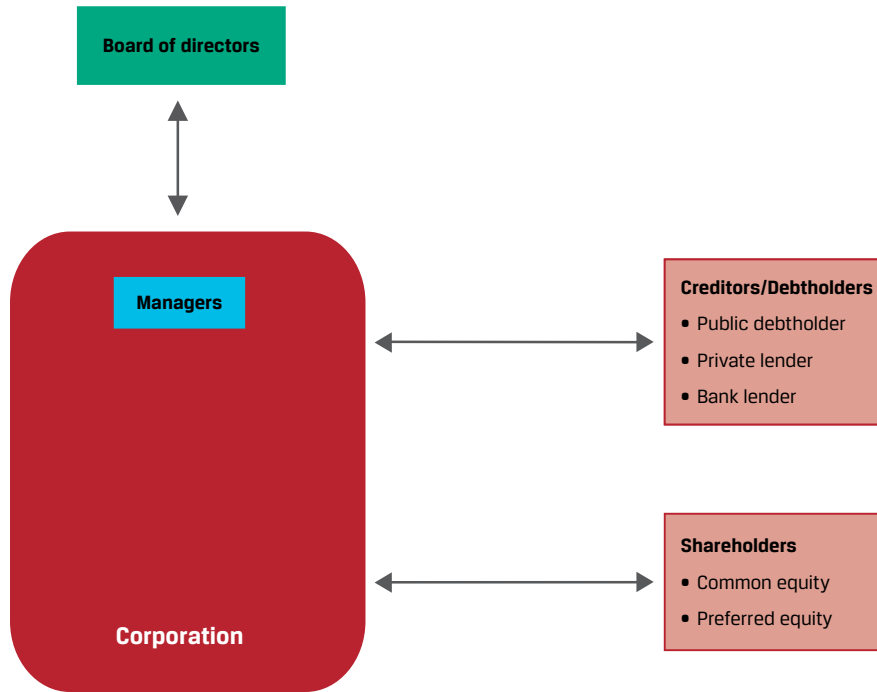 Board of directors
Managers
Creditors/Debtholders
• Public debtholder
• Private lender
• Bank lender
Shareholders
• Common equity
• Preferred equity
Corporation